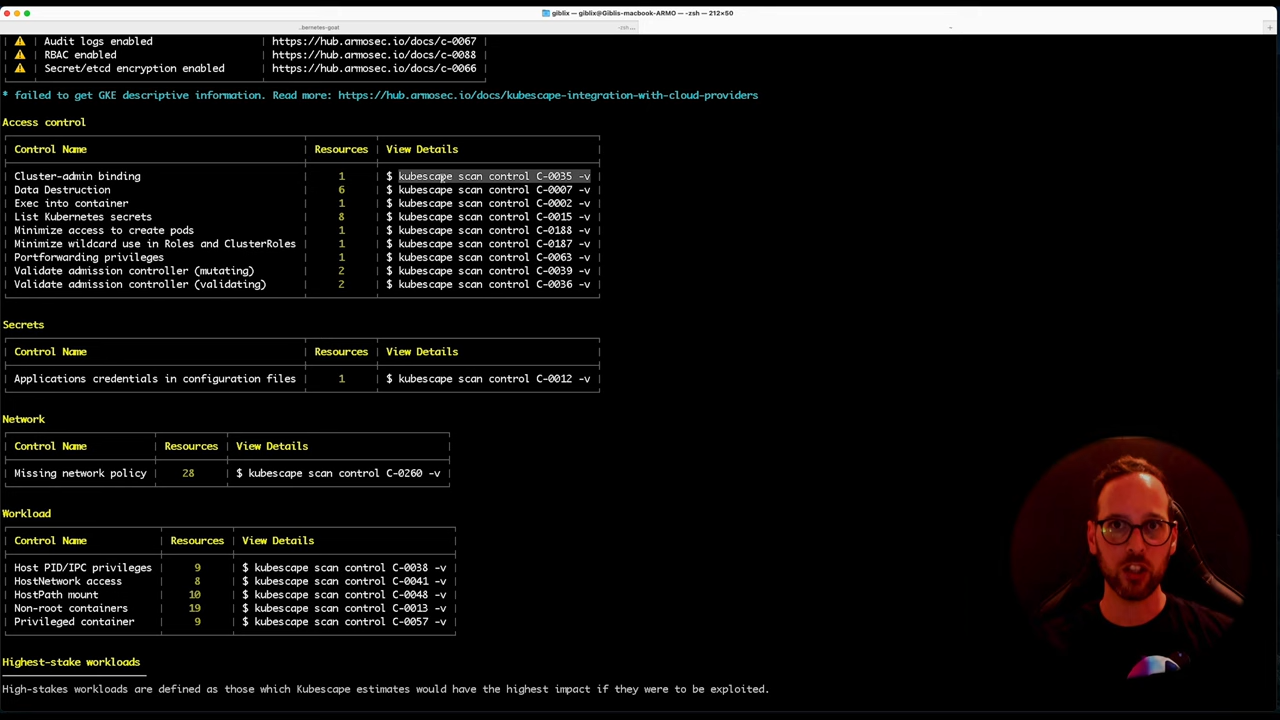 giblix — giblix@Giblis-macbook-ARMO — -zsh — 212×50
..bernetes-goat -zsh ... ~ +
⚠ Audit logs enabled https://hub.armosec.io/docs/c-0067
⚠ RBAC enabled https://hub.armosec.io/docs/c-0088
⚠ Secret/etcd encryption enabled https://hub.armosec.io/docs/c-0066
* failed to get GKE descriptive information. Read more: https://hub.armosec.io/docs/kubescape-integration-with-cloud-providers
Access control
Control Name Resources View Details
Cluster-admin binding 1 $ kubescape scan control C-0035 -v
Data Destruction 6 $ kubescape scan control C-0007 -v
Exec into container 1 $ kubescape scan control C-0002 -v
List Kubernetes secrets 8 $ kubescape scan control C-0015 -v
Minimize access to create pods 1 $ kubescape scan control C-0188 -v
Minimize wildcard use in Roles and ClusterRoles 1 $ kubescape scan control C-0187 -v
Portforwarding privileges 1 $ kubescape scan control C-0063 -v
Validate admission controller (mutating) 2 $ kubescape scan control C-0039 -v
Validate admission controller (validating) 2 $ kubescape scan control C-0036 -v
Secrets
Control Name Resources View Details
Applications credentials in configuration files 1 $ kubescape scan control C-0012 -v
Network
Control Name Resources View Details
Missing network policy 28 $ kubescape scan control C-0260 -v
Workload
Control Name Resources View Details
Host PID/IPC privileges 9 $ kubescape scan control C-0038 -v
HostNetwork access 8 $ kubescape scan control C-0041 -v
HostPath mount 10 $ kubescape scan control C-0048 -v
Non-root containers 19 $ kubescape scan control C-0013 -v
Privileged container 9 $ kubescape scan control C-0057 -v
Highest-stake workloads
High-stakes workloads are defined as those which Kubescape estimates would have the highest impact if they were to be exploited.